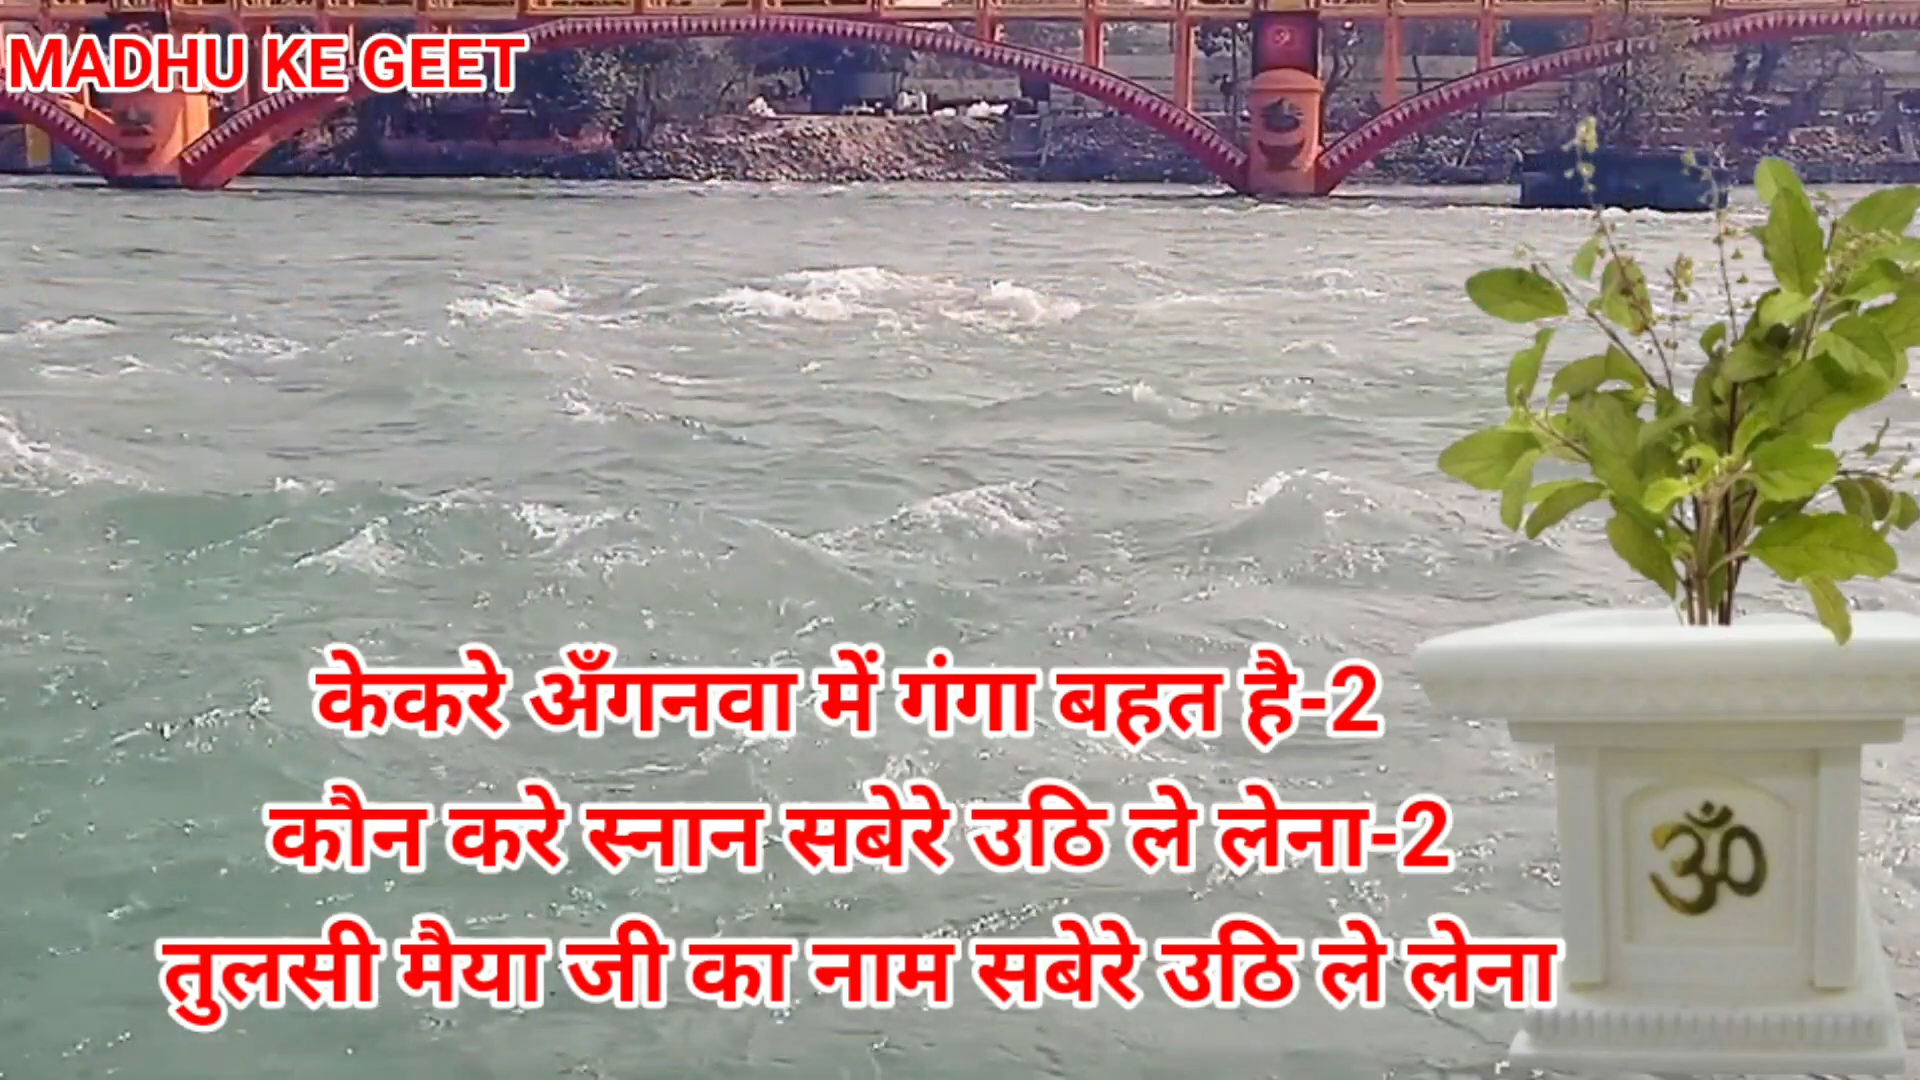 MADHU KE GEET
केकरे अँगनवा में गंगा बहत है-2
कौन करे स्नान सबेरे उठि ले लेना-2
तुलसी मैया जी का नाम सबेरे उठि ले लेना
ॐ